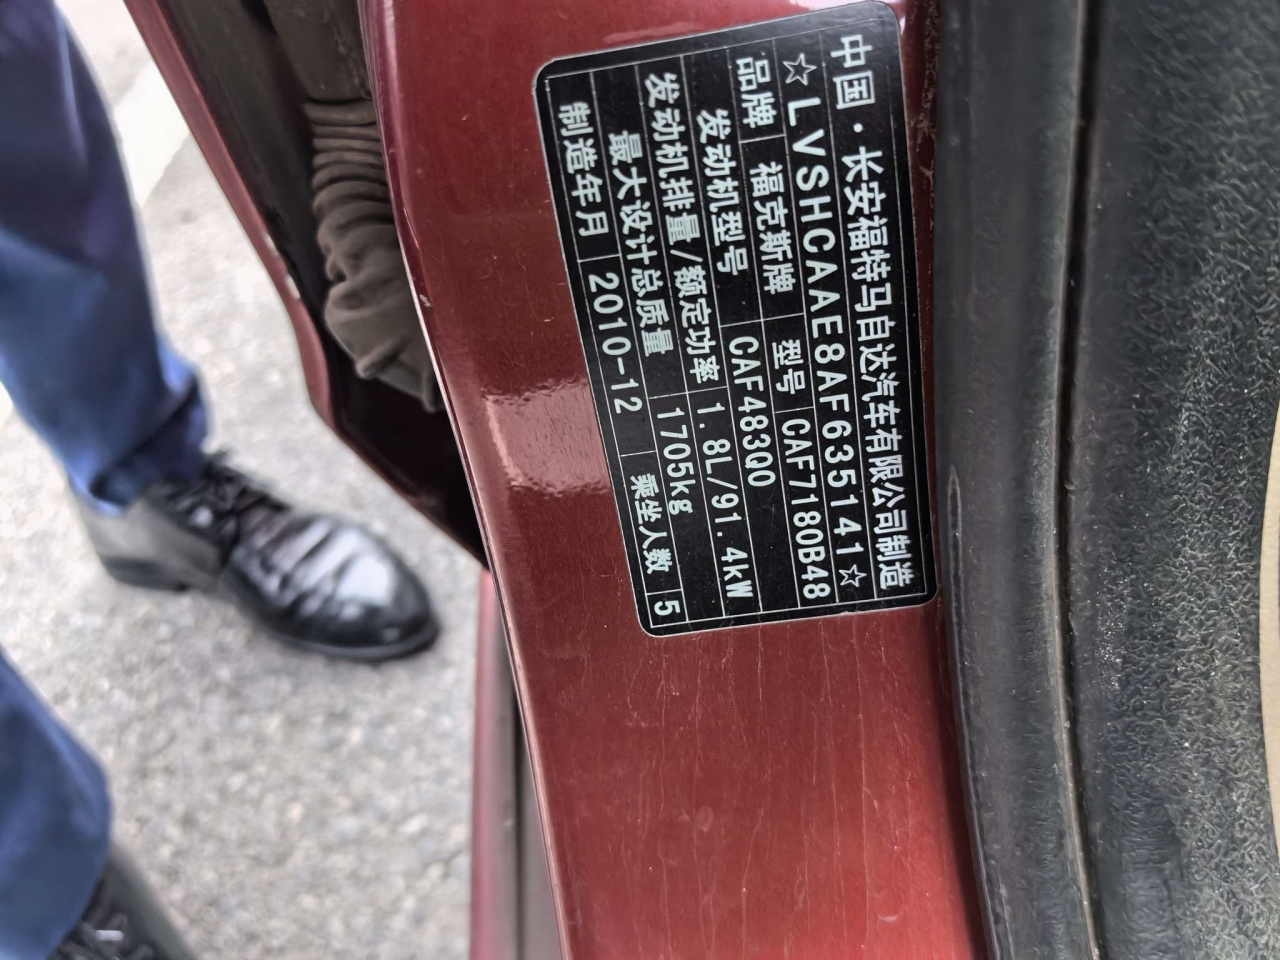 中国·长安福特马自达汽车有限公司制造
☆LVSHCAAE8AF635141☆
品牌 福克斯牌 型号 CAF7180B48
发动机型号 CAF483Q0
发动机排量/额定功率 1.8L/91.4kW
最大设计总质量 1705kg
制造年月 2010-12 乘坐人数 5